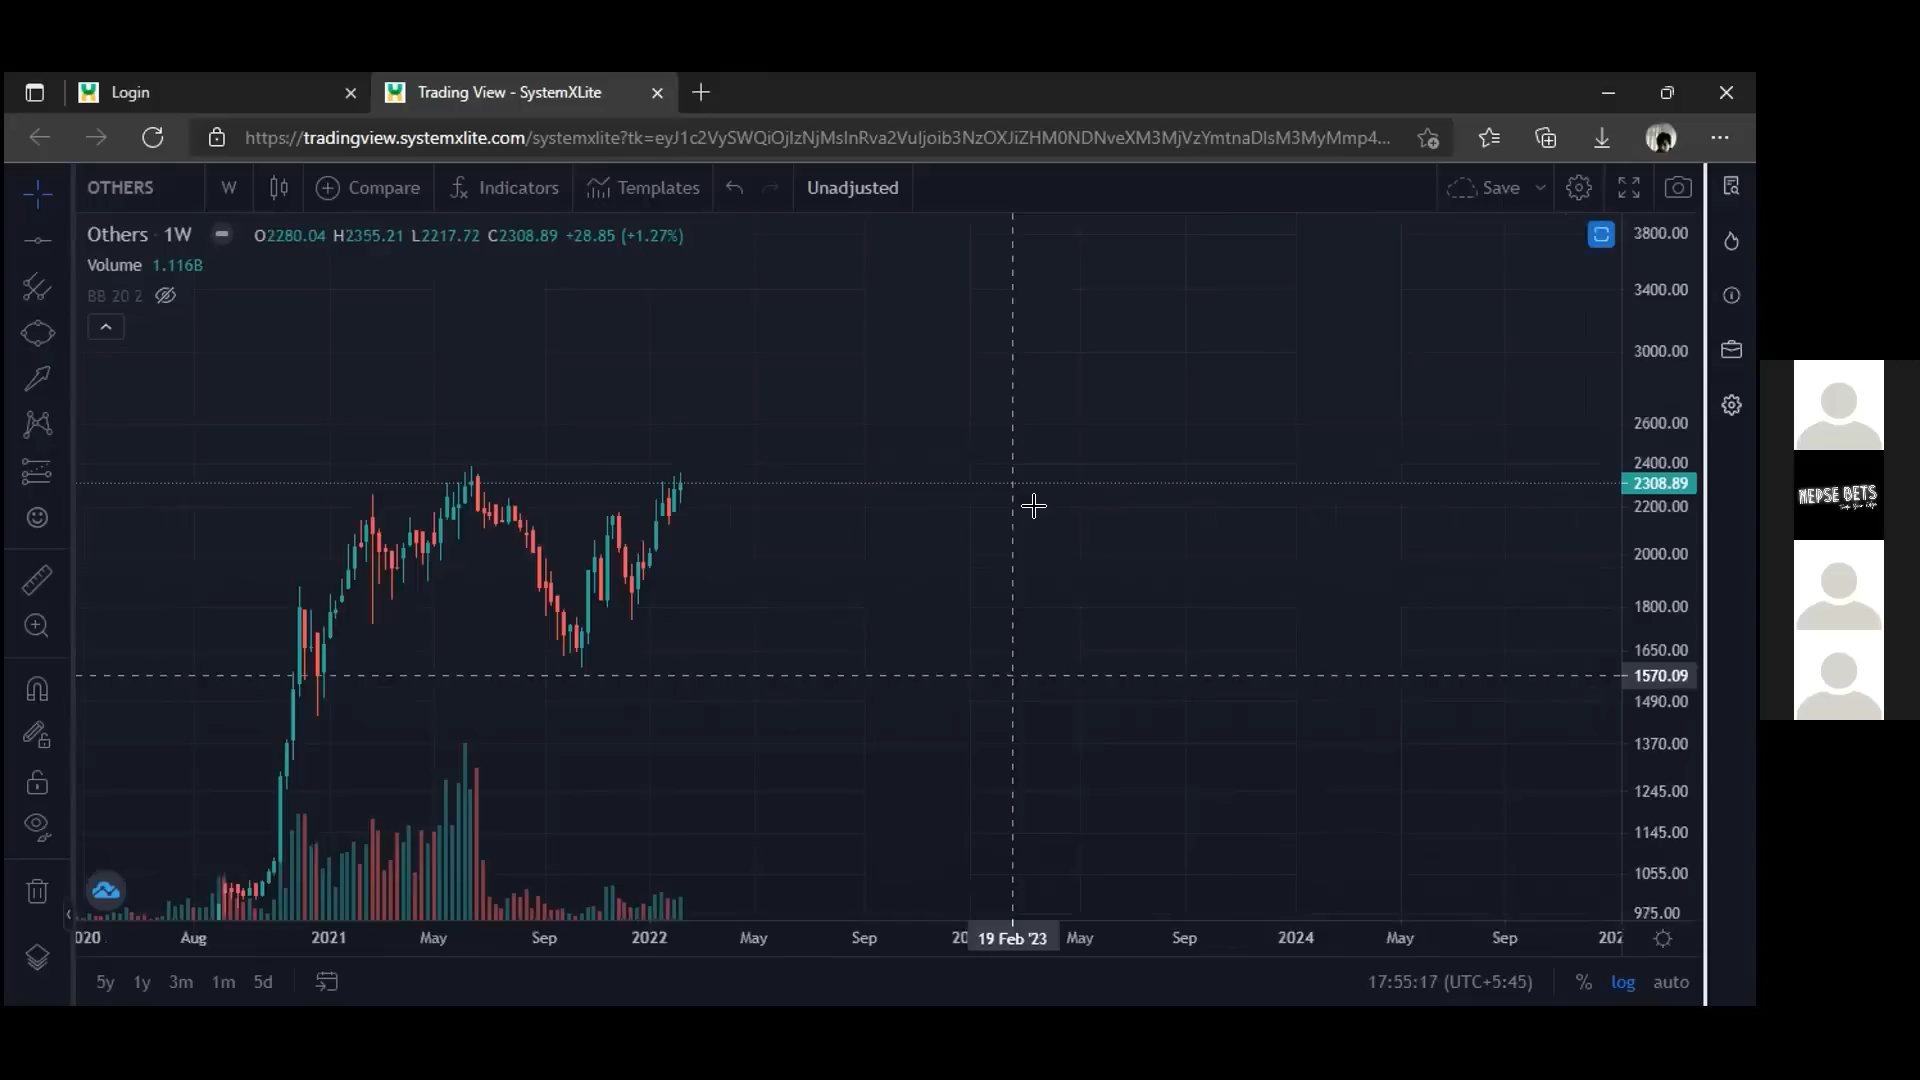 Login
Trading View - SystemXLite
https://tradingview.systemxlite.com/systemxlite?tk=eyJ1c2VySWQiOjIzNjMsInRva2VuIjoib3NzOXJiZHM0NDNveXM3MjVzYmtnaDlsM3MyMmp4...
OTHERS W Compare Indicators Templates Unadjusted Save
Others · 1W O2280.04 H2355.21 L2217.72 C2308.89 +28.85 (+1.27%)
Volume 1.116B
BB 20 2
3800.00
3400.00
3000.00
2600.00
2400.00
2308.89
2200.00
2000.00
1800.00
1650.00
1570.09
1490.00
1370.00
1245.00
1145.00
1055.00
975.00
NEPSE BETS
020 Aug 2021 May Sep 2022 May Sep 20 19 Feb '23 May Sep 2024 May Sep 202
5y 1y 3m 1m 5d 17:55:17 (UTC+5:45) % log auto